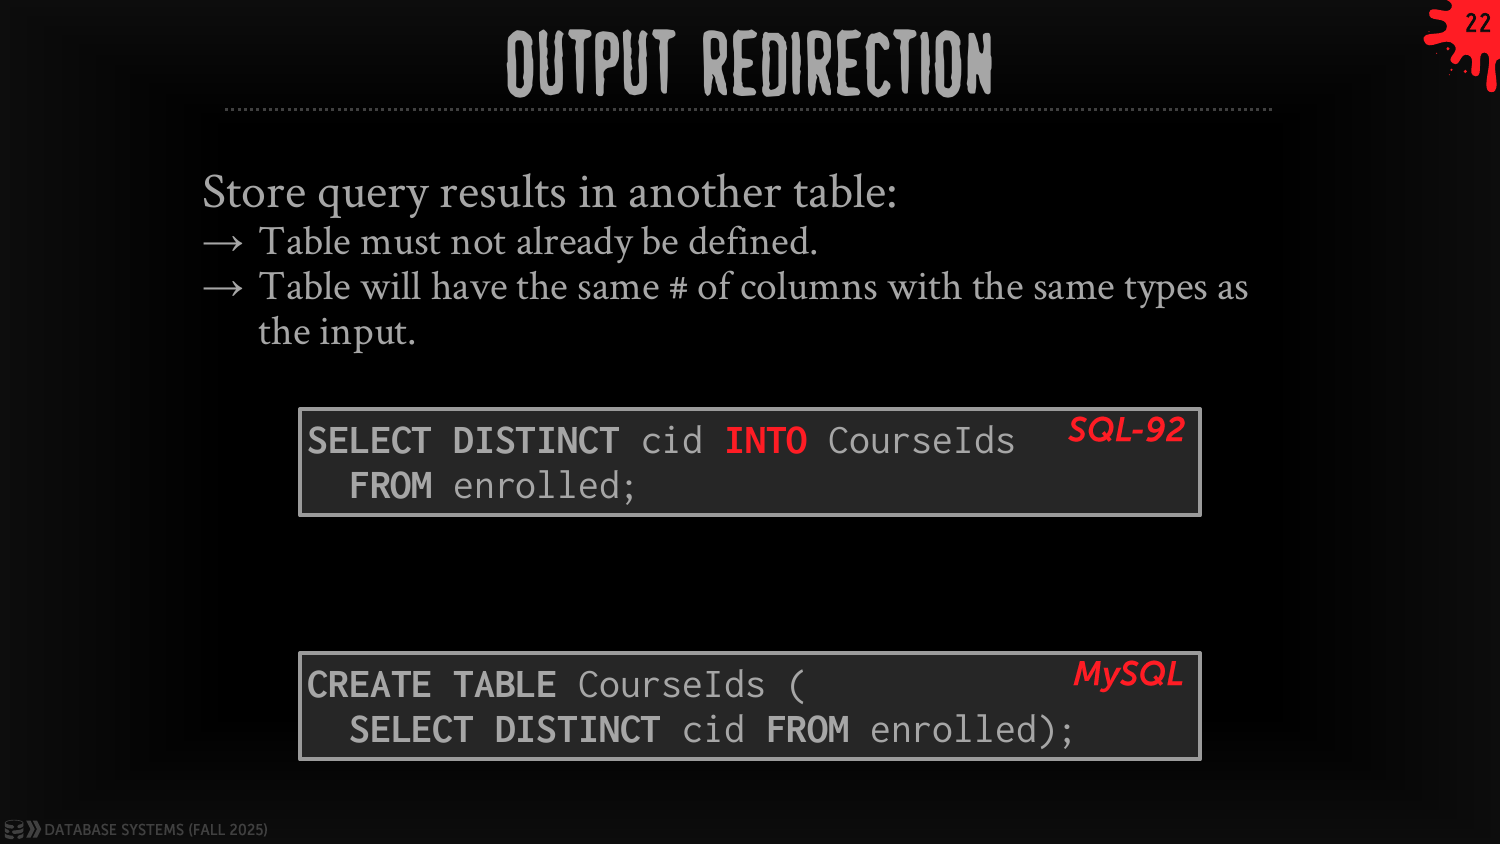 22
OUTPUT REDIRECTION
Store query results in another table:
→ Table must not already be defined.
→ Table will have the same # of columns with the same types as
the input.
SQL-92
SELECT DISTINCT cid INTO CourseIds
FROM enrolled;
MySQL
CREATE TABLE CourseIds (
SELECT DISTINCT cid FROM enrolled);
DATABASE SYSTEMS (FALL 2025)